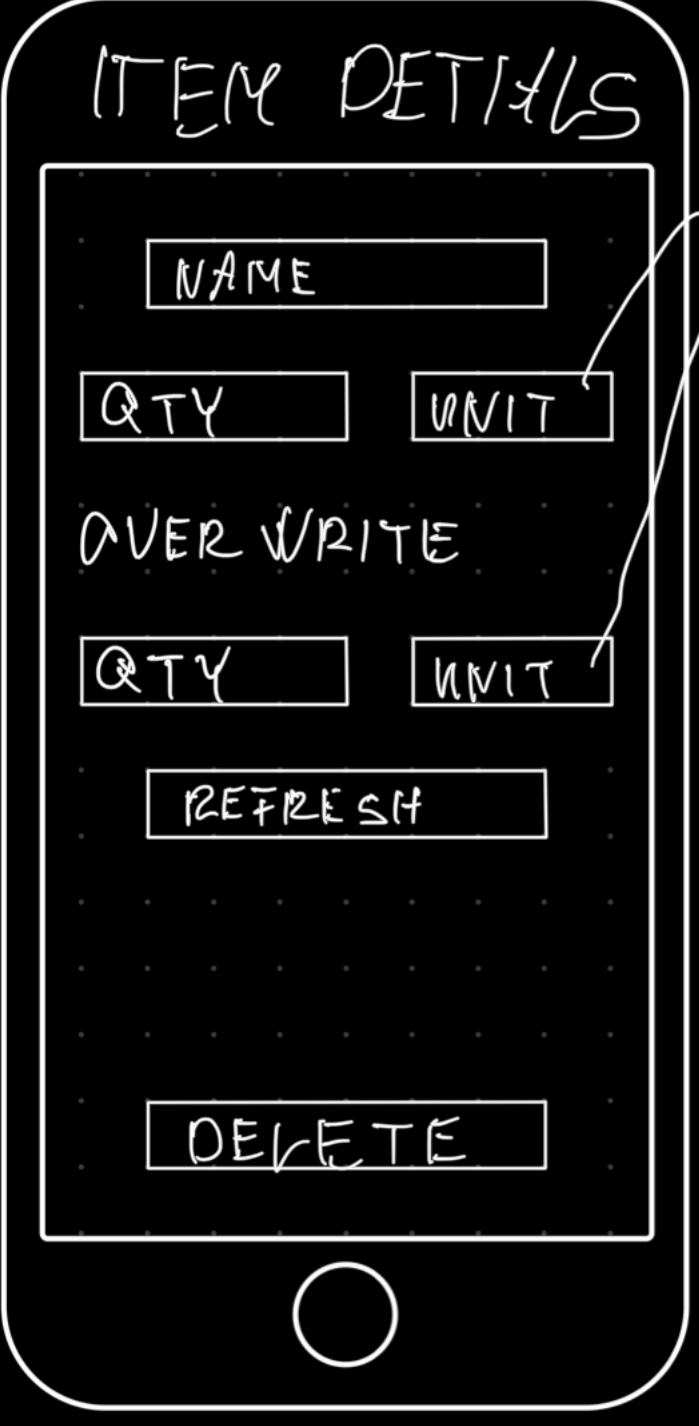 ITEM DETAILS
NAME
QTY UNIT
OVERWRITE
QTY UNIT
REFRESH
DELETE